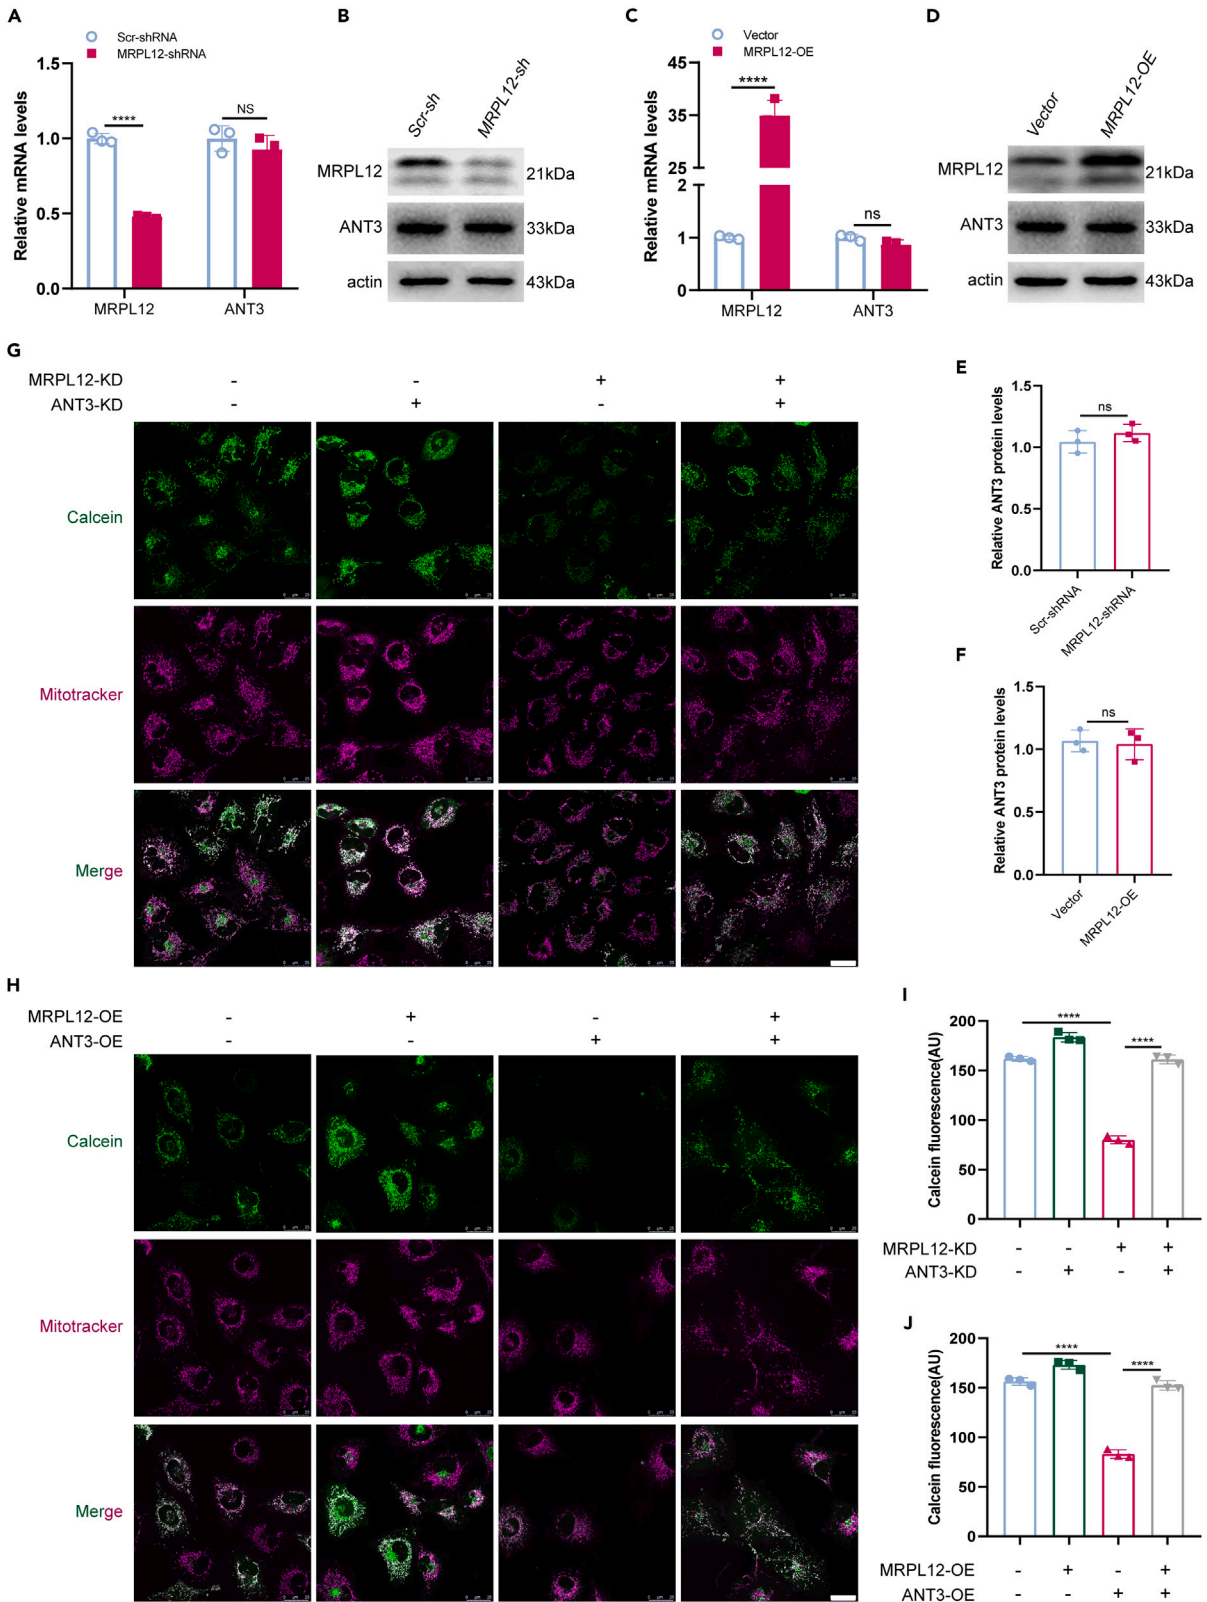 A
Scr-shRNA
MRPL12-shRNA
Relative mRNA levels
1.5
1.0
0.5
0.0
****
NS
MRPL12
ANT3
B
Scr-sh
MRPL12-sh
MRPL12
21kDa
ANT3
33kDa
actin
43kDa
C
Vector
MRPL12-OE
Relative mRNA levels
45
35
25
2
1
0
****
ns
MRPL12
ANT3
D
Vector
MRPL12-OE
MRPL12
21kDa
ANT3
33kDa
actin
43kDa
G
MRPL12-KD - - + +
ANT3-KD - + - +
Calcein
Mitotracker
Merge
0 μm 25
E
Relative ANT3 protein levels
1.5
1.0
0.5
0.0
ns
Scr-shRNA
MRPL12-shRNA
F
Relative ANT3 protein levels
1.5
1.0
0.5
0.0
ns
Vector
MRPL12-OE
H
MRPL12-OE - + - +
ANT3-OE - - + +
Calcein
Mitotracker
Merge
0 μm 25
I
Calcein fluorescence(AU)
200
150
100
50
0
****
****
MRPL12-KD - - + +
ANT3-KD - + - +
J
Calcein fluorescence(AU)
200
150
100
50
0
****
****
MRPL12-OE - + - +
ANT3-OE - - + +